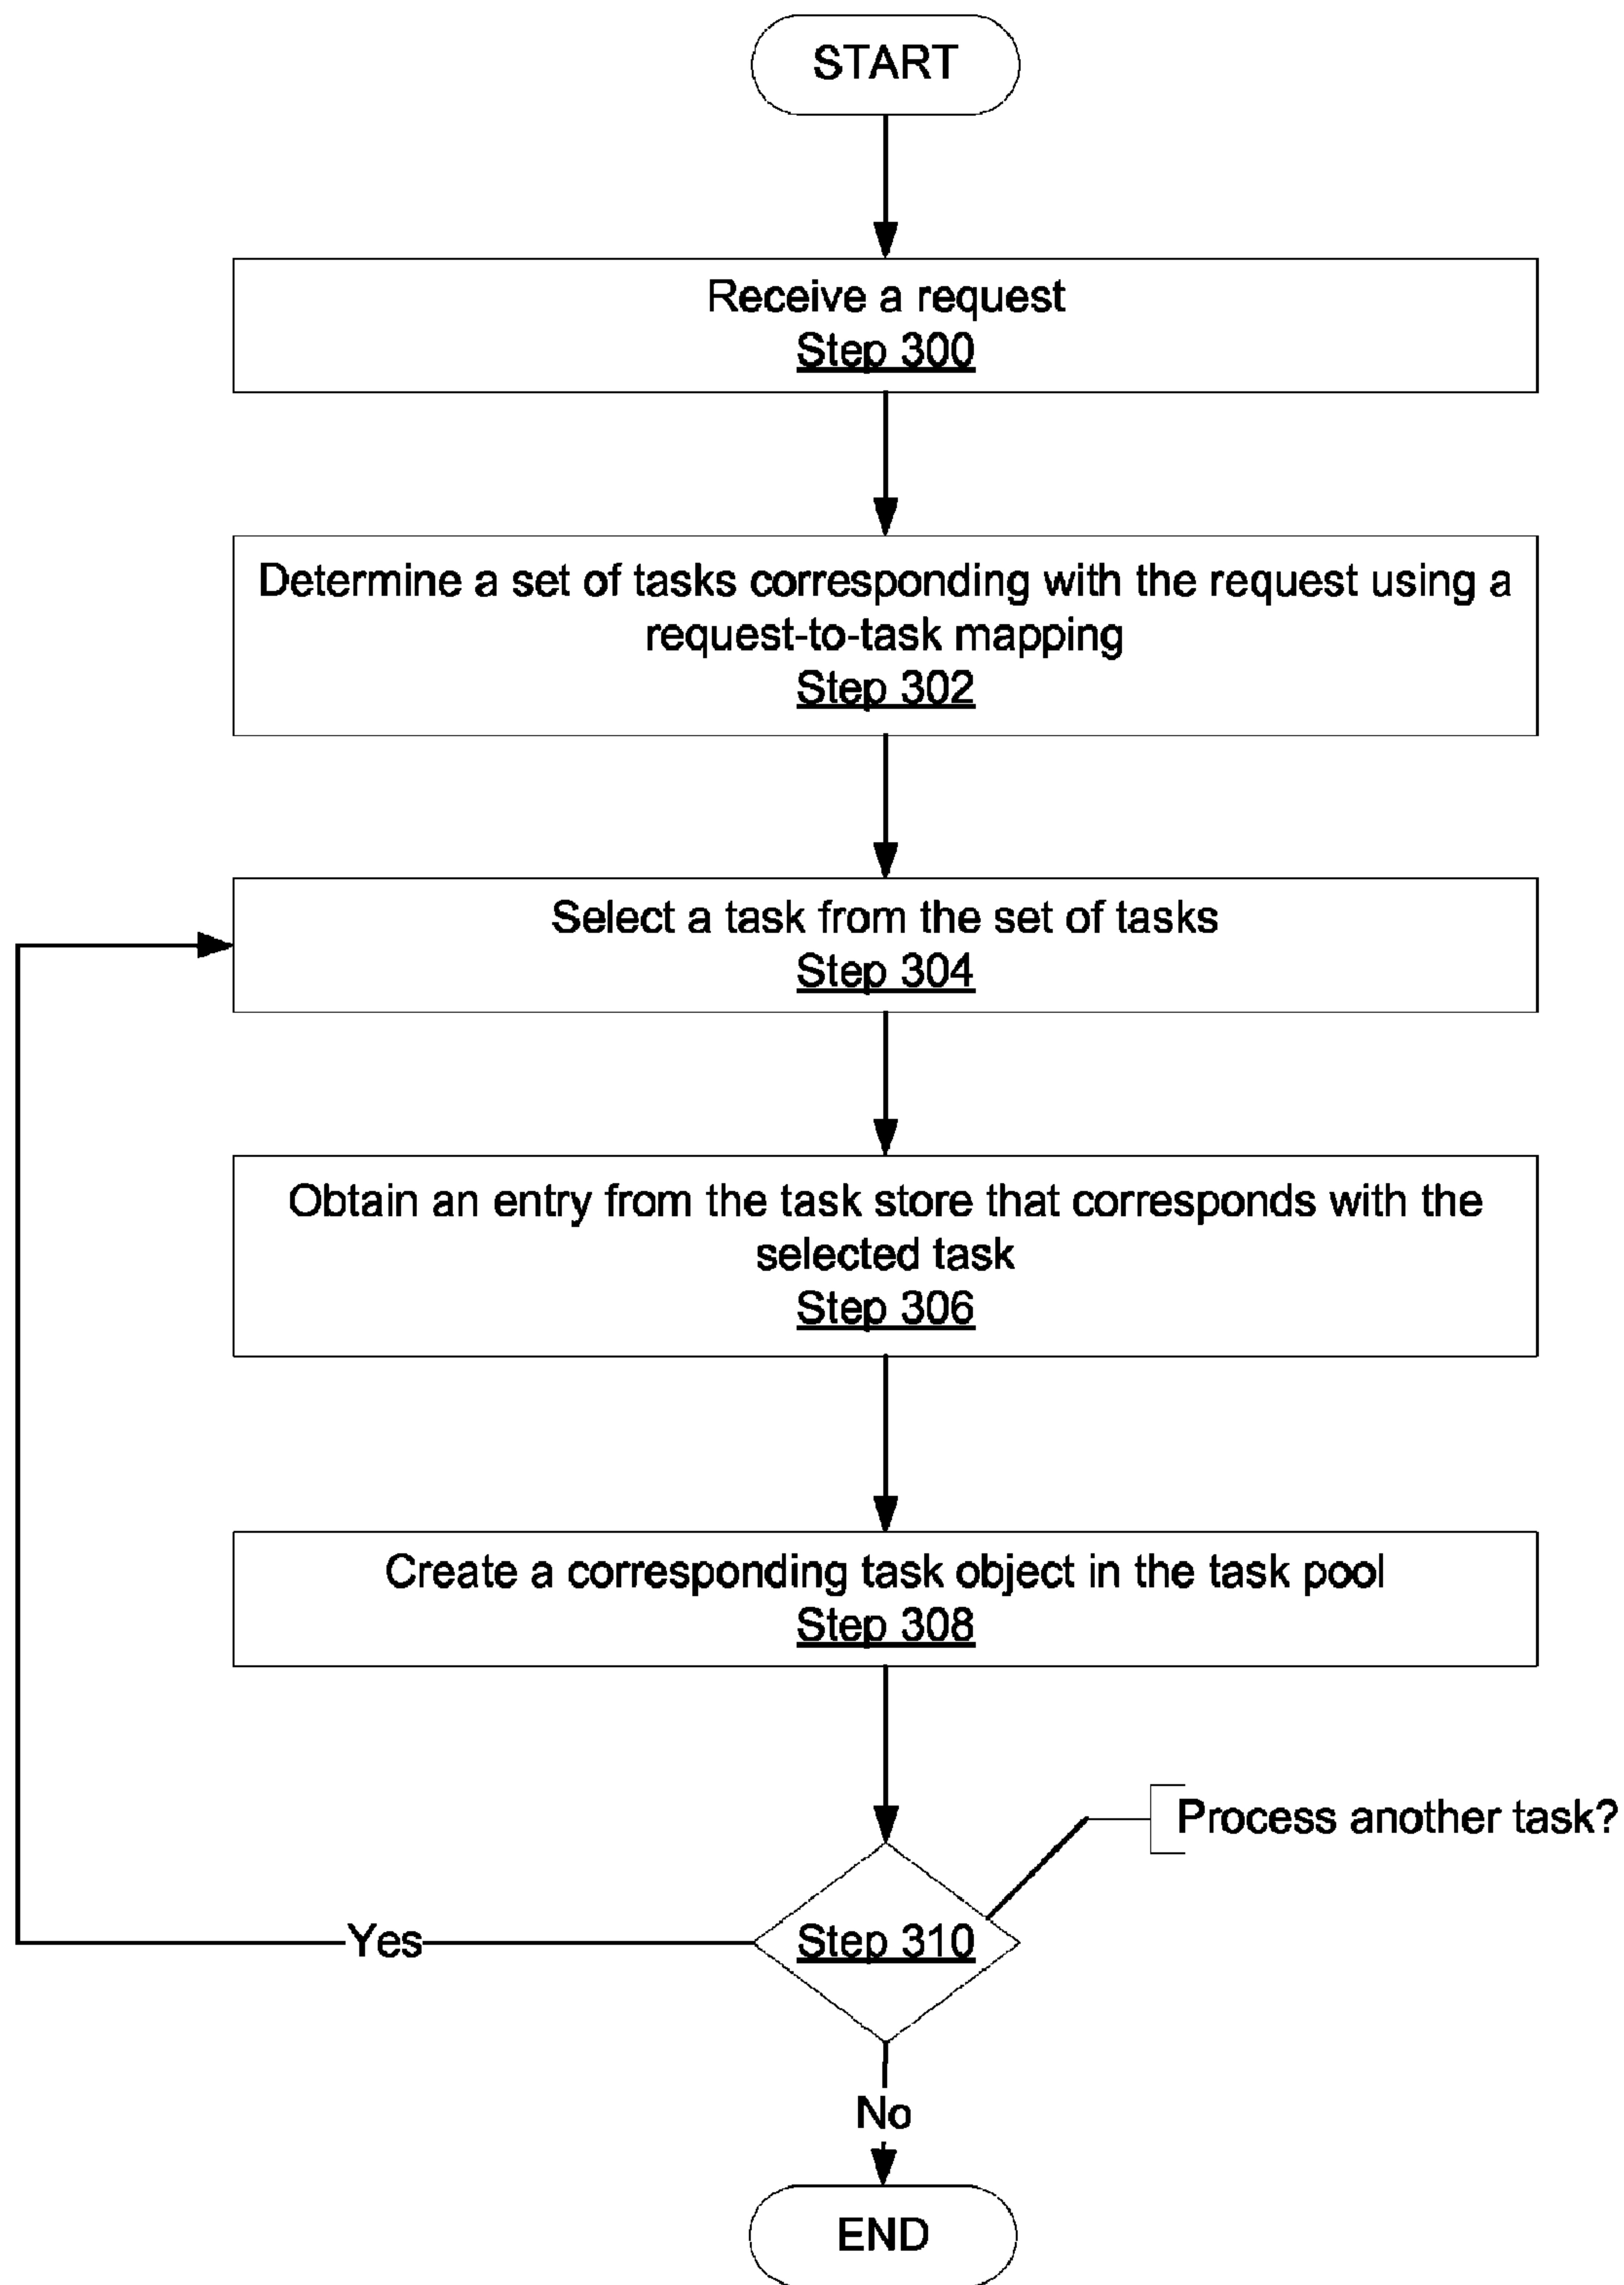 START
Receive a request
Step 300
Determine a set of tasks corresponding with the request using a
request-to-task mapping
Step 302
Select a task from the set of tasks
Step 304
Obtain an entry from the task store that corresponds with the
selected task
Step 306
Create a corresponding task object in the task pool
Step 308
Process another task?
Step 310
Yes
No
END